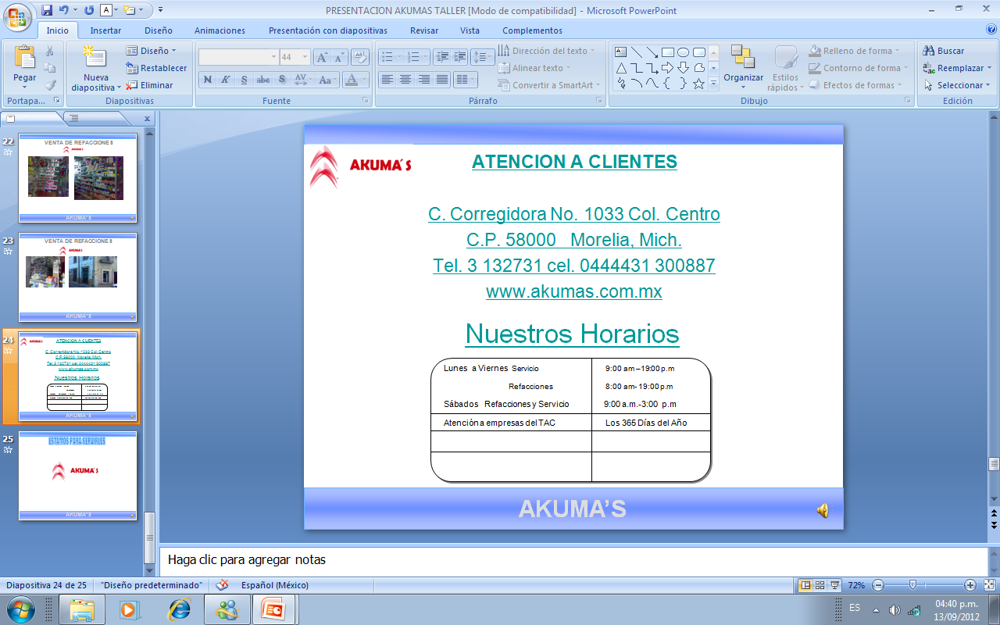 PRESENTACION AKUMAS TALLER [Modo de compatibilidad] - Microsoft PowerPoint
Inicio Insertar Diseño Animaciones Presentación con diapositivas Revisar Vista Complementos
Pegar
Portapa...
Nueva diapositiva
Diseño
Restablecer
Eliminar
Diapositivas
44
N K S abc S AV Aa A
Fuente
Dirección del texto
Alinear texto
Convertir a SmartArt
Párrafo
Organizar
Estilos rápidos
Relleno de forma
Contorno de forma
Efectos de formas
Dibujo
Buscar
Reemplazar
Seleccionar
Edición
22
VENTA DE REFACCIONES
AKUMA´S
AKUMA'S
23
VENTA DE REFACCIONES
AKUMA´S
AKUMA'S
24
AKUMA´S
ATENCION A CLIENTES
C. Corregidora No. 1033 Col. Centro
C.P. 58000 Morelia, Mich.
Tel. 3 132731 cel. 0444431 300887
www.akumas.com.mx
Nuestros Horarios
AKUMA'S
25
ESTAMOS PARA SERVIRLES
AKUMA´S
AKUMA'S
AKUMA´S
ATENCION A CLIENTES
C. Corregidora No. 1033 Col. Centro
C.P. 58000 Morelia, Mich.
Tel. 3 132731 cel. 0444431 300887
www.akumas.com.mx
Nuestros Horarios
Lunes a Viernes Servicio 9:00 am – 19:00 p.m
Refacciones 8:00 am- 19:00 p.m
Sábados Refacciones y Servicio 9:00 a.m.-3:00 p.m
Atención a empresas del TAC Los 365 Días del Año
AKUMA’S
Haga clic para agregar notas
Diapositiva 24 de 25 "Diseño predeterminado" Español (México) 72%
ES 04:40 p.m.
13/09/2012